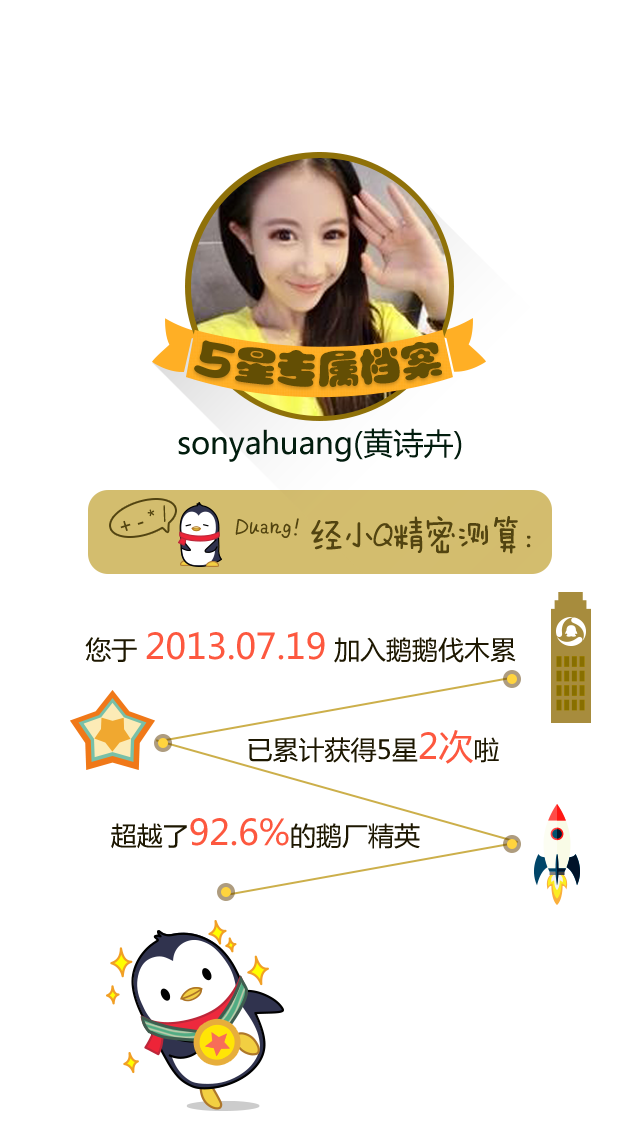 5星专属档案
sonyahuang(黄诗卉)
+ - * /
Duang! 经小Q精密测算:
您于 2013.07.19 加入鹅鹅伐木累
已累计获得5星2次啦
超越了92.6%的鹅厂精英